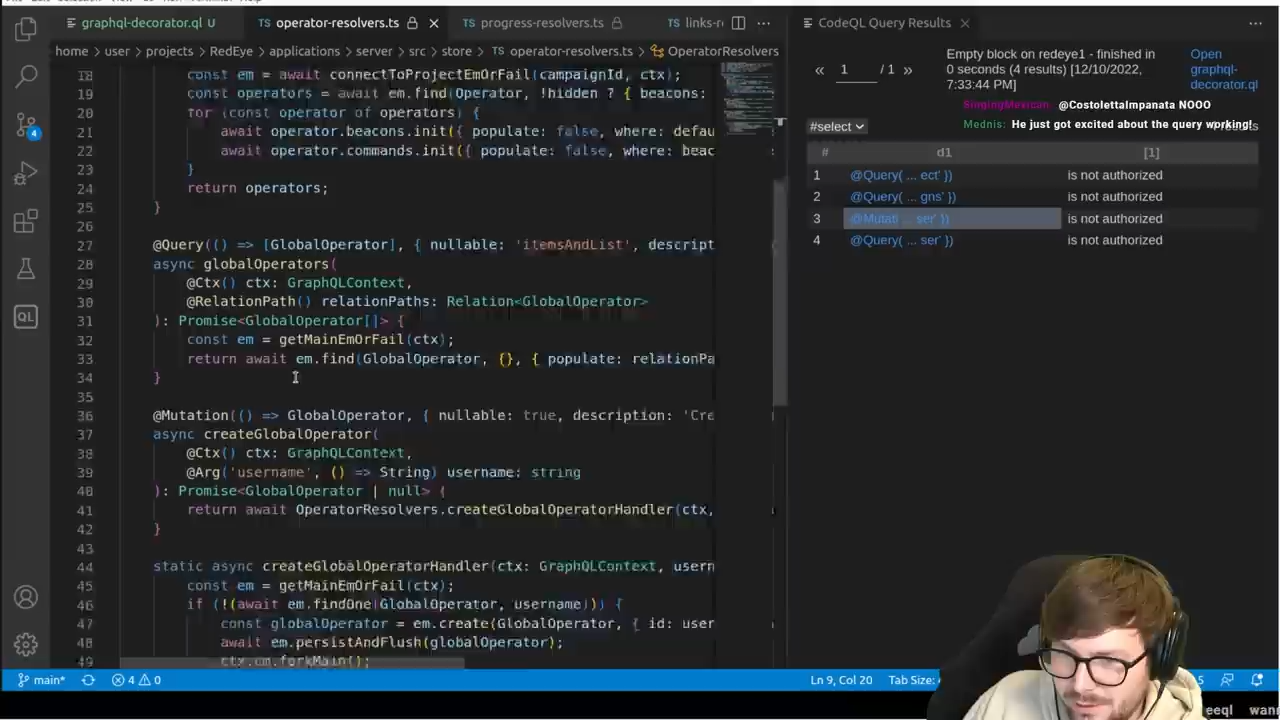 graphql-decorator.ql U
operator-resolvers.ts
progress-resolvers.ts
links-r
CodeQL Query Results
home > user > projects > RedEye > applications > server > src > store > operator-resolvers.ts > OperatorResolvers
18 const em = await connectToProjectEmOrFail(campaignId, ctx);
19 const operators = await em.find(Operator, !hidden ? { beacons:
20 for (const operator of operators) {
21 await operator.beacons.init({ populate: false, where: defau
22 await operator.commands.init({ populate: false, where: beac
23 }
24 return operators;
25 }
26
27 @Query(() => [GlobalOperator], { nullable: 'itemsAndList', descript
28 async globalOperators(
29 @Ctx() ctx: GraphQLContext,
30 @RelationPath() relationPaths: Relation<GlobalOperator>
31 ): Promise<GlobalOperator[]> {
32 const em = getMainEmOrFail(ctx);
33 return await em.find(GlobalOperator, {}, { populate: relationPa
34 }
35
36 @Mutation(() => GlobalOperator, { nullable: true, description: 'Cre
37 async createGlobalOperator(
38 @Ctx() ctx: GraphQLContext,
39 @Arg('username', () => String) username: string
40 ): Promise<GlobalOperator | null> {
41 return await OperatorResolvers.createGlobalOperatorHandler(ctx,
42 }
43
44 static async createGlobalOperatorHandler(ctx: GraphQLContext, usern
45 const em = getMainEmOrFail(ctx);
46 if (!(await em.findOne(GlobalOperator, username))) {
47 const globalOperator = em.create(GlobalOperator, { id: user
48 await em.persistAndFlush(globalOperator);
49 ctx.em.forkMain();
« 1 / 1 »
Empty block on redeye1 - finished in
0 seconds (4 results) [12/10/2022,
7:33:44 PM]
Open
graphql-
decorator.ql
SingingMexican: @CostolettaImpanata NOOO
Mednis: He just got excited about the query working!
#select
# d1 [1]
1 @Query( ... ect' }) is not authorized
2 @Query( ... gns' }) is not authorized
3 @Mutati ... ser' }) is not authorized
4 @Query( ... ser' }) is not authorized
4
QL
main* 4 0
Ln 9, Col 20 Tab Size:
eeql wann